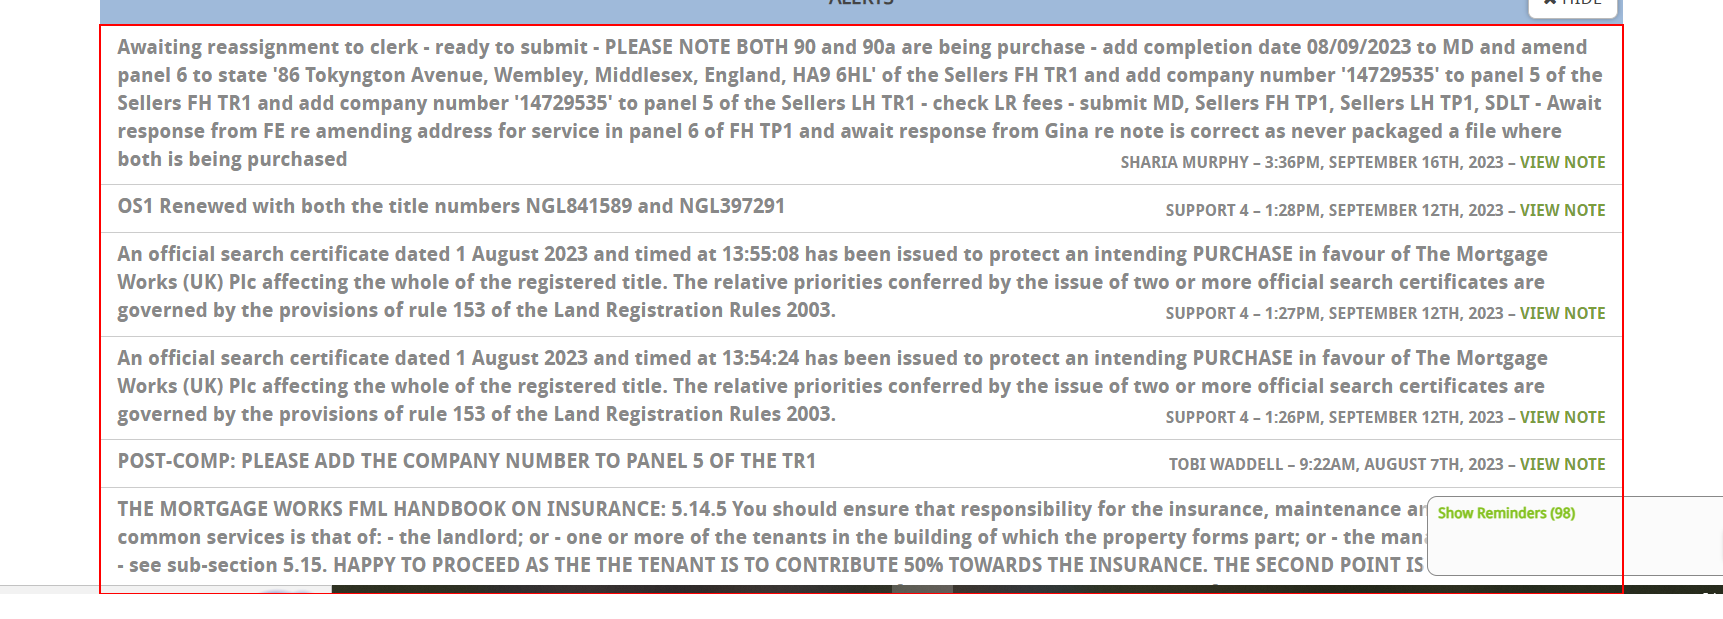 ALERTS
✖ HIDE
Awaiting reassignment to clerk - ready to submit - PLEASE NOTE BOTH 90 and 90a are being purchase - add completion date 08/09/2023 to MD and amend
panel 6 to state '86 Tokyngton Avenue, Wembley, Middlesex, England, HA9 6HL' of the Sellers FH TR1 and add company number '14729535' to panel 5 of the
Sellers FH TR1 and add company number '14729535' to panel 5 of the Sellers LH TR1 - check LR fees - submit MD, Sellers FH TP1, Sellers LH TP1, SDLT - Await
response from FE re amending address for service in panel 6 of FH TP1 and await response from Gina re note is correct as never packaged a file where
both is being purchased
SHARIA MURPHY – 3:36PM, SEPTEMBER 16TH, 2023 – VIEW NOTE
OS1 Renewed with both the title numbers NGL841589 and NGL397291
SUPPORT 4 – 1:28PM, SEPTEMBER 12TH, 2023 – VIEW NOTE
An official search certificate dated 1 August 2023 and timed at 13:55:08 has been issued to protect an intending PURCHASE in favour of The Mortgage
Works (UK) Plc affecting the whole of the registered title. The relative priorities conferred by the issue of two or more official search certificates are
governed by the provisions of rule 153 of the Land Registration Rules 2003.
SUPPORT 4 – 1:27PM, SEPTEMBER 12TH, 2023 – VIEW NOTE
An official search certificate dated 1 August 2023 and timed at 13:54:24 has been issued to protect an intending PURCHASE in favour of The Mortgage
Works (UK) Plc affecting the whole of the registered title. The relative priorities conferred by the issue of two or more official search certificates are
governed by the provisions of rule 153 of the Land Registration Rules 2003.
SUPPORT 4 – 1:26PM, SEPTEMBER 12TH, 2023 – VIEW NOTE
POST-COMP: PLEASE ADD THE COMPANY NUMBER TO PANEL 5 OF THE TR1
TOBI WADDELL – 9:22AM, AUGUST 7TH, 2023 – VIEW NOTE
THE MORTGAGE WORKS FML HANDBOOK ON INSURANCE: 5.14.5 You should ensure that responsibility for the insurance, maintenance
common services is that of: - the landlord; or - one or more of the tenants in the building of which the property forms part; or - the
- see sub-section 5.15. HAPPY TO PROCEED AS THE THE TENANT IS TO CONTRIBUTE 50% TOWARDS THE INSURANCE. THE SECOND POINT IS
Show Reminders (98)